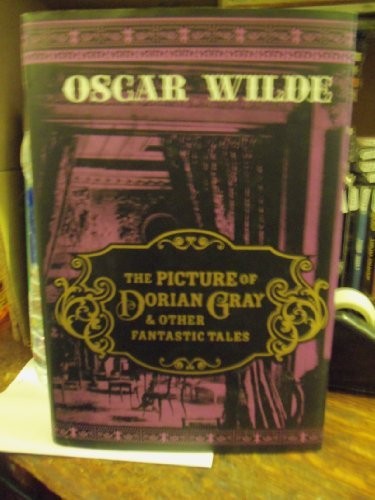 OSCAR WILDE
THE PICTURE OF
DORIAN GRAY
& OTHER
FANTASTIC TALES